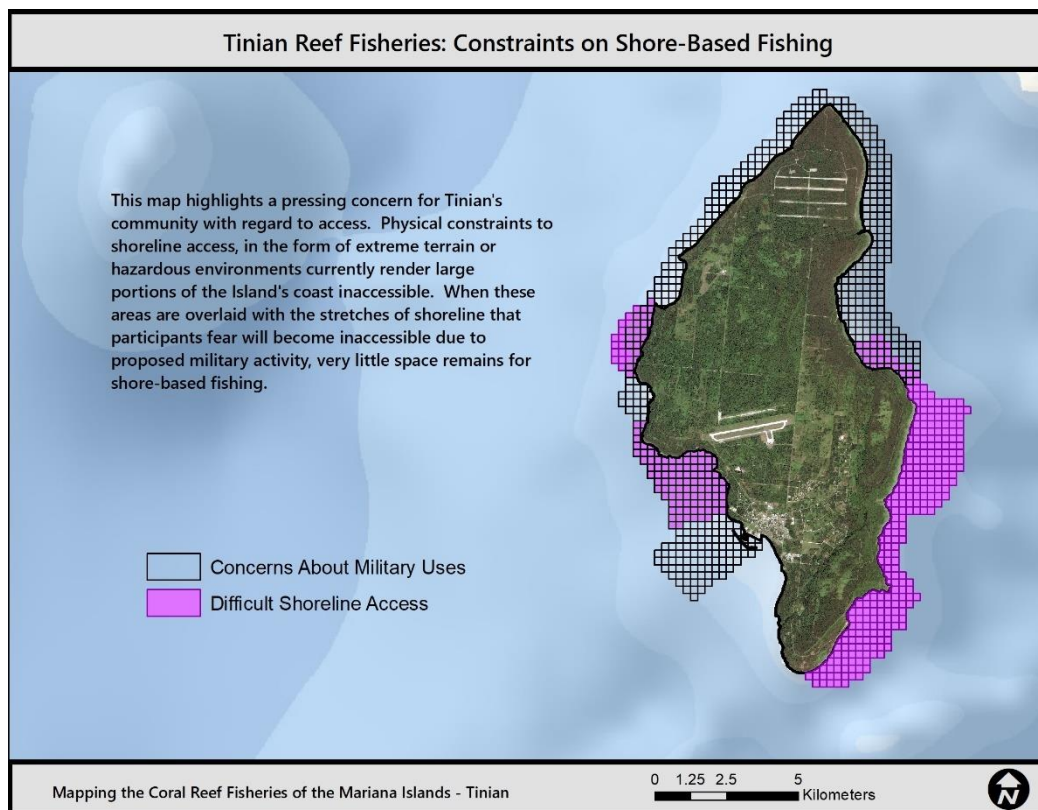 Tinian Reef Fisheries: Constraints on Shore-Based Fishing
This map highlights a pressing concern for Tinian's
community with regard to access. Physical constraints to
shoreline access, in the form of extreme terrain or
hazardous environments currently render large
portions of the Island's coast inaccessible. When these
areas are overlaid with the stretches of shoreline that
participants fear will become inaccessible due to
proposed military activity, very little space remains for
shore-based fishing.
Concerns About Military Uses
Difficult Shoreline Access
Mapping the Coral Reef Fisheries of the Mariana Islands - Tinian
0 1.25 2.5 5
Kilometers
N